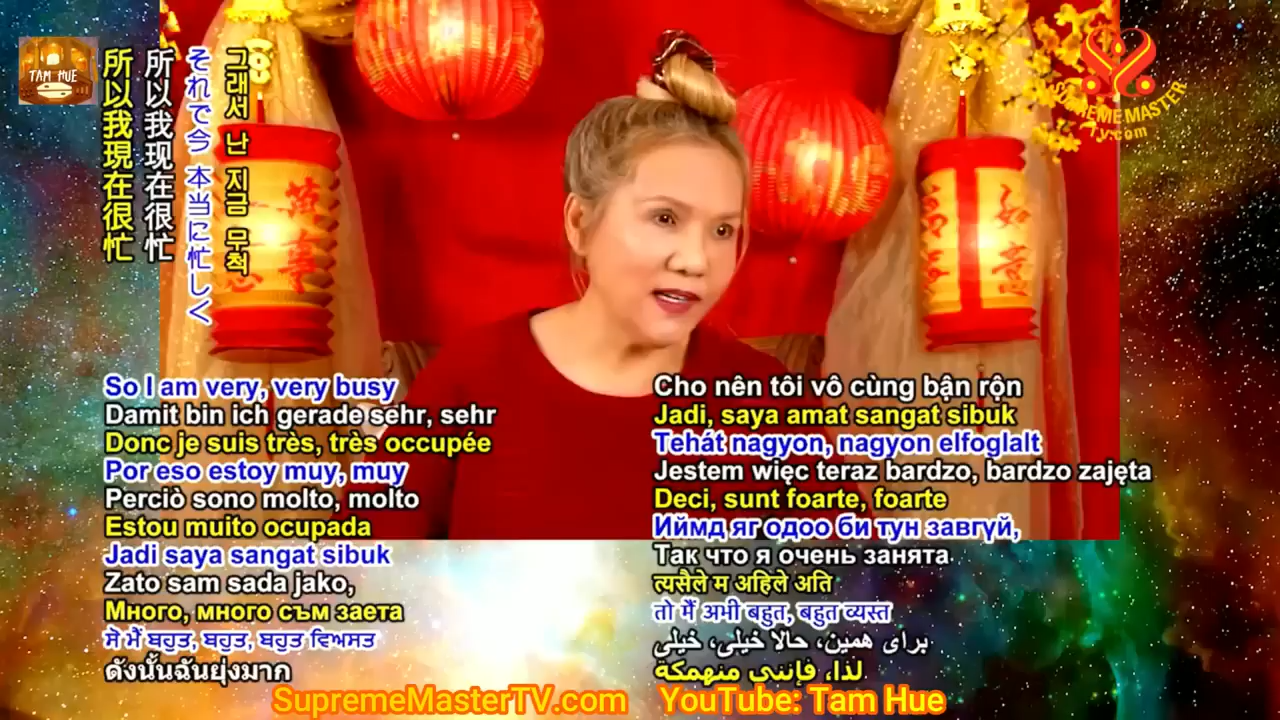 TAM HUE
SUPREME MASTER
TV.com
그래서 난 지금 무척
それで今 本当に忙しく
所以我现在很忙
所以我現在很忙
So I am very, very busy
Damit bin ich gerade sehr, sehr
Donc je suis très, très occupée
Por eso estoy muy, muy
Perciò sono molto, molto
Estou muito ocupada
Jadi saya sangat sibuk
Zato sam sada jako,
Много, много съм заета
ਸੋ ਮੈਂ ਬਹੁਤ, ਬਹੁਤ, ਬਹੁਤ ਵਿਅਸਤ
ดังนั้นฉันยุ่งมาก
Cho nên tôi vô cùng bận rộn
Jadi, saya amat sangat sibuk
Tehát nagyon, nagyon elfoglalt
Jestem więc teraz bardzo, bardzo zajęta
Deci, sunt foarte, foarte
Иймд яг одоо би тун завгүй,
Так что я очень занята
त्यसैले म अहिले अति
तो मैं अभी बहुत, बहुत व्यस्त
برای همین، حالا خیلی، خیلی
لذا، فإنني منهمكة
如意
SupremeMasterTV.com YouTube: Tam Hue